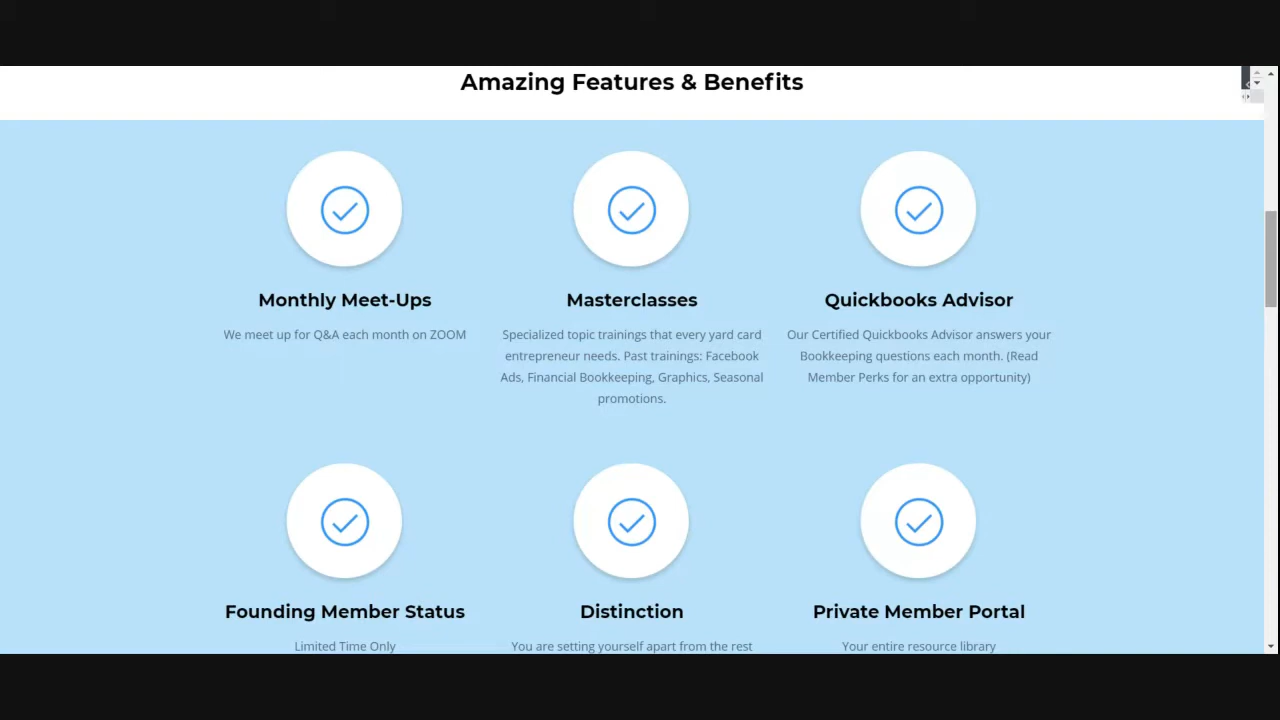 Amazing Features & Benefits
Monthly Meet-Ups
We meet up for Q&A each month on ZOOM
Masterclasses
Specialized topic trainings that every yard card
entrepreneur needs. Past trainings: Facebook
Ads, Financial Bookkeeping, Graphics, Seasonal
promotions.
Quickbooks Advisor
Our Certified Quickbooks Advisor answers your
Bookkeeping questions each month. (Read
Member Perks for an extra opportunity)
Founding Member Status
Limited Time Only
Distinction
You are setting yourself apart from the rest
Private Member Portal
Your entire resource library